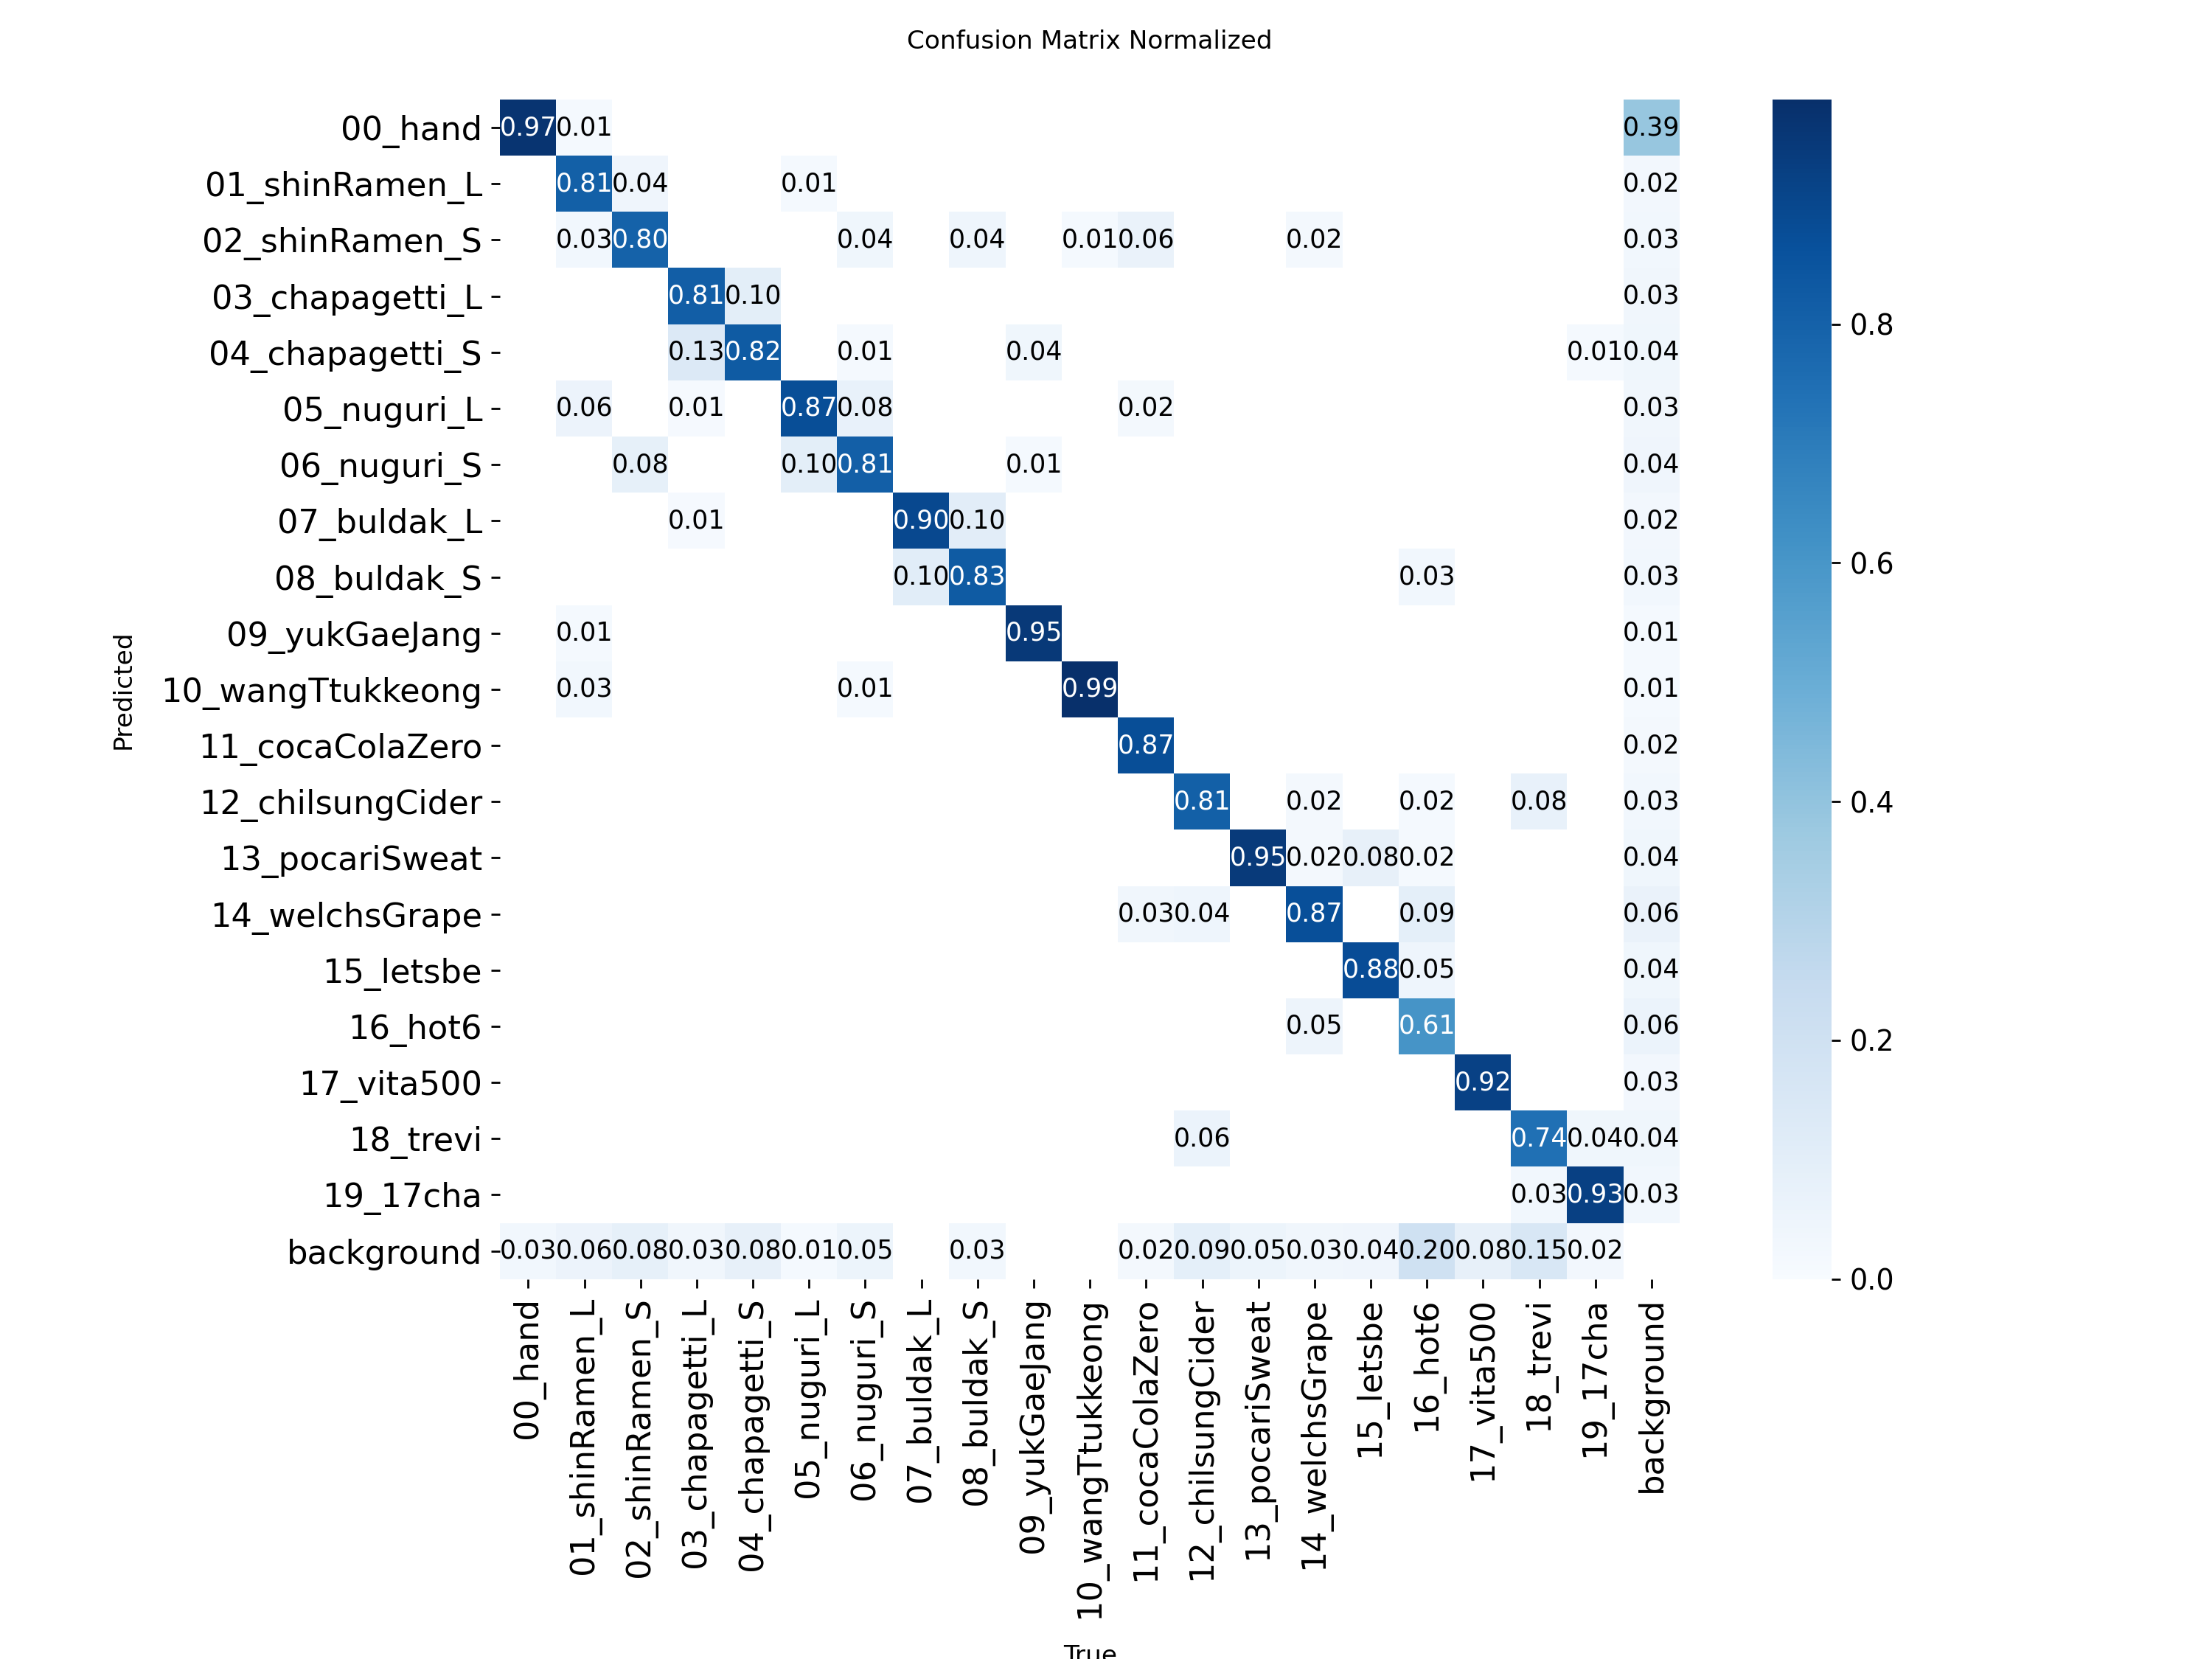 Confusion Matrix Normalized
00_hand 0.97 0.01 0.39
01_shinRamen_L 0.81 0.04 0.01 0.02
02_shinRamen_S 0.03 0.80 0.04 0.04 0.01 0.06 0.02 0.03
03_chapagetti_L 0.81 0.10 0.03
04_chapagetti_S 0.13 0.82 0.01 0.04 0.01 0.04
05_nuguri_L 0.06 0.01 0.87 0.08 0.02 0.03
06_nuguri_S 0.08 0.10 0.81 0.01 0.04
07_buldak_L 0.01 0.90 0.10 0.02
08_buldak_S 0.10 0.83 0.03 0.03
09_yukGaeJang 0.01 0.95 0.01
10_wangTtukkeong 0.03 0.01 0.99 0.01
11_cocaColaZero 0.87 0.02
12_chilsungCider 0.81 0.02 0.02 0.08 0.03
13_pocariSweat 0.95 0.02 0.08 0.02 0.04
14_welchsGrape 0.03 0.04 0.87 0.09 0.06
15_letsbe 0.88 0.05 0.04
16_hot6 0.05 0.61 0.06
17_vita500 0.92 0.03
18_trevi 0.06 0.74 0.04 0.04
19_17cha 0.03 0.93 0.03
background 0.03 0.06 0.08 0.03 0.08 0.01 0.05 0.03 0.02 0.09 0.05 0.03 0.04 0.20 0.08 0.15 0.02
Predicted
00_hand
01_shinRamen_L
02_shinRamen_S
03_chapagetti_L
04_chapagetti_S
05_nuguri_L
06_nuguri_S
07_buldak_L
08_buldak_S
09_yukGaeJang
10_wangTtukkeong
11_cocaColaZero
12_chilsungCider
13_pocariSweat
14_welchsGrape
15_letsbe
16_hot6
17_vita500
18_trevi
19_17cha
background
True
0.8
0.6
0.4
0.2
0.0